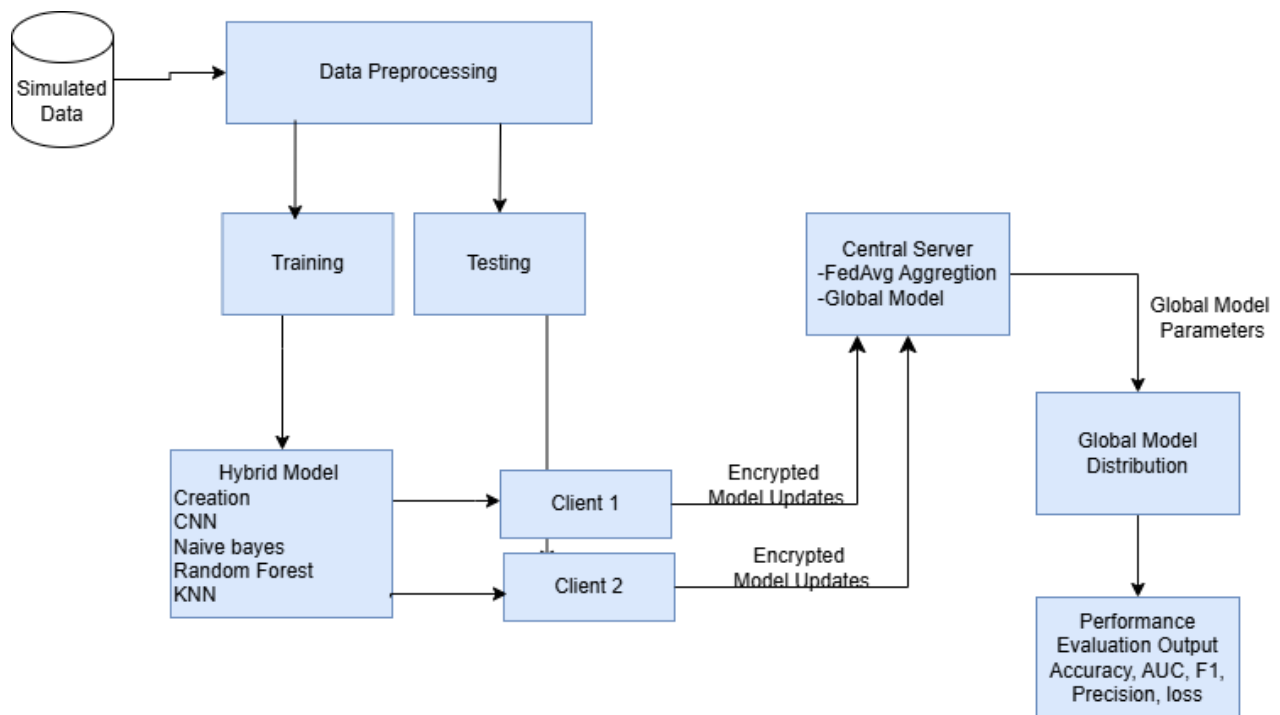 Simulated
Data
Data Preprocessing
Training
Testing
Hybrid Model
Creation
CNN
Naive bayes
Random Forest
KNN
Client 1
Client 2
Encrypted
Model Updates
Encrypted
Model Updates
Central Server
-FedAvg Aggregtion
-Global Model
Global Model
Parameters
Global Model
Distribution
Performance
Evaluation Output
Accuracy, AUC, F1,
Precision, loss